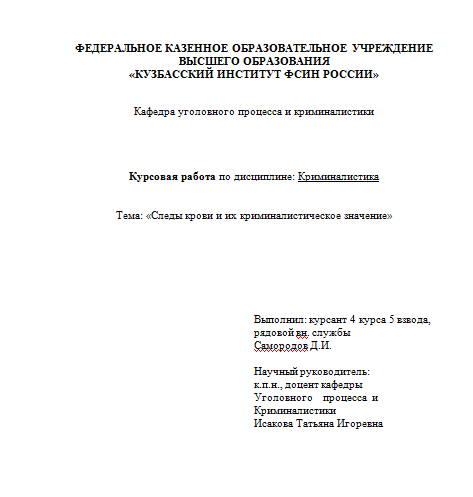 ФЕДЕРАЛЬНОЕ КАЗЕННОЕ ОБРАЗОВАТЕЛЬНОЕ УЧРЕЖДЕНИЕ
ВЫСШЕГО ОБРАЗОВАНИЯ
«КУЗБАССКИЙ ИНСТИТУТ ФСИН РОССИИ»
Кафедра уголовного процесса и криминалистики
Курсовая работа по дисциплине: Криминалистика
Тема: «Следы крови и их криминалистическое значение»
Выполнил: курсант 4 курса 5 взвода,
рядовой вн. службы
Самородов Д.И.
Научный руководитель:
к.п.н., доцент кафедры
Уголовного процесса и
Криминалистики
Исакова Татьяна Игоревна